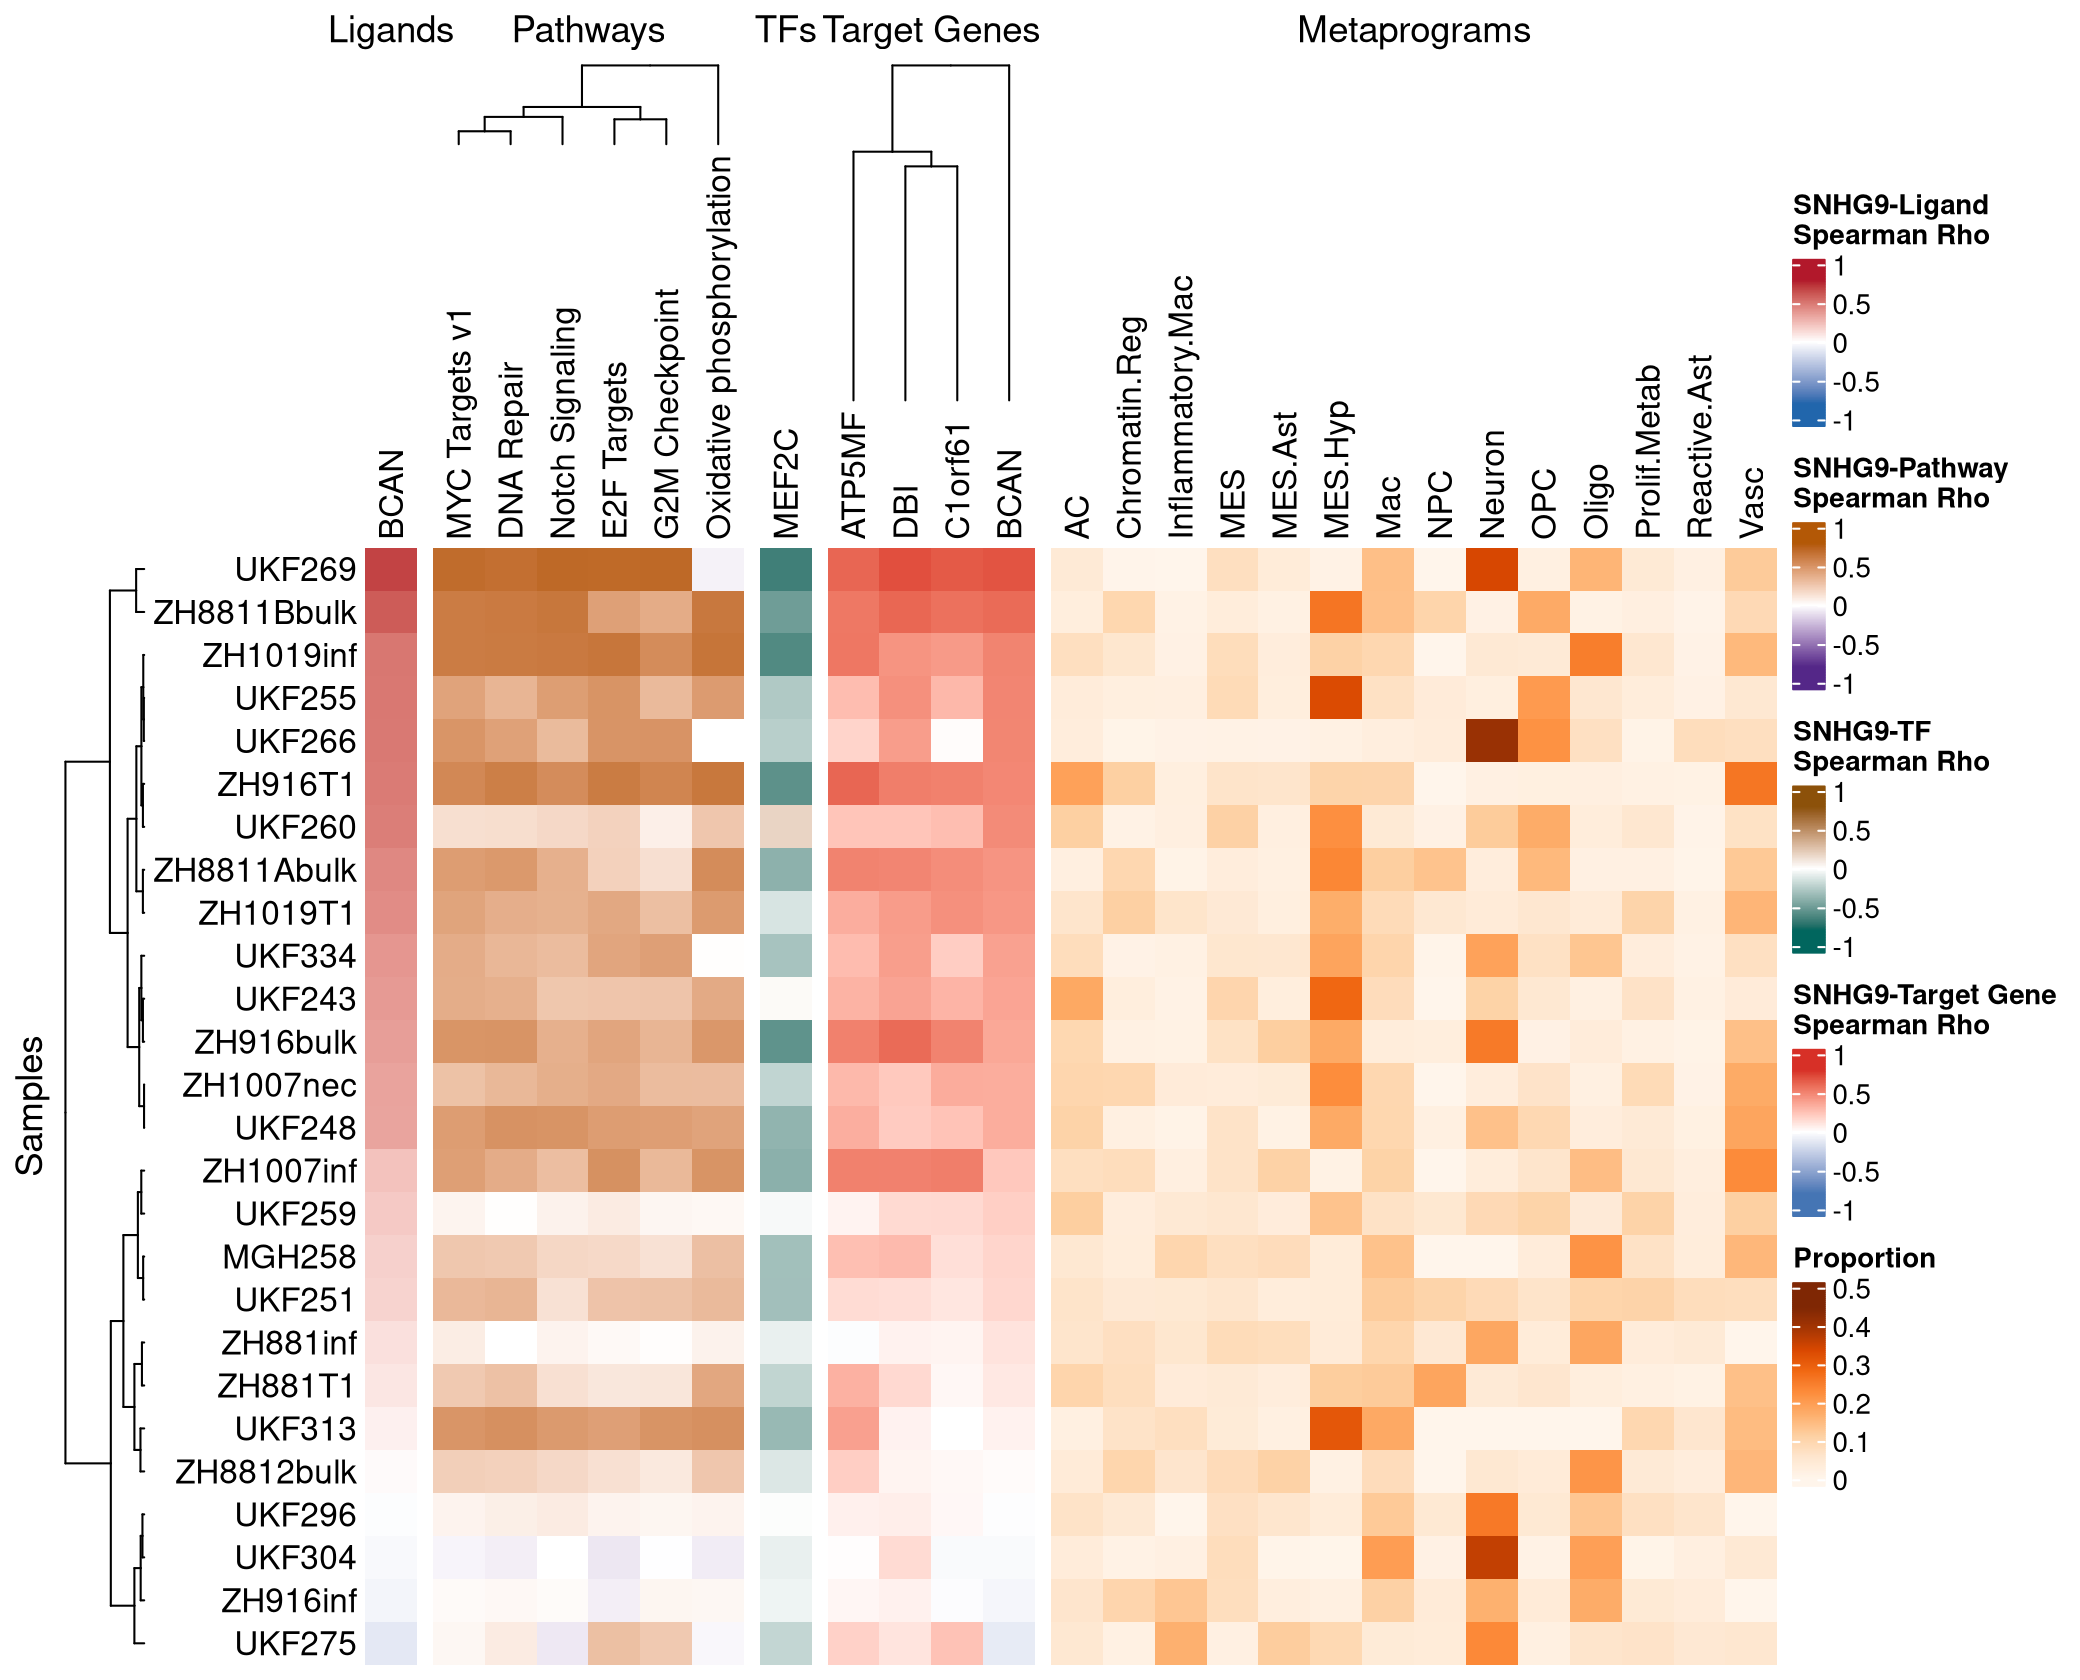 Ligands Pathways TFs Target Genes Metaprograms
BCAN
MYC Targets v1
DNA Repair
Notch Signaling
E2F Targets
G2M Checkpoint
Oxidative phosphorylation
MEF2C
ATP5MF
DBI
C1orf61
BCAN
AC
Chromatin.Reg
Inflammatory.Mac
MES
MES.Ast
MES.Hyp
Mac
NPC
Neuron
OPC
Oligo
Prolif.Metab
Reactive.Ast
Vasc
Samples
UKF269
ZH8811Bbulk
ZH1019inf
UKF255
UKF266
ZH916T1
UKF260
ZH8811Abulk
ZH1019T1
UKF334
UKF243
ZH916bulk
ZH1007nec
UKF248
ZH1007inf
UKF259
MGH258
UKF251
ZH881inf
ZH881T1
UKF313
ZH8812bulk
UKF296
UKF304
ZH916inf
UKF275
SNHG9-Ligand
Spearman Rho
1
0.5
0
-0.5
-1
SNHG9-Pathway
Spearman Rho
1
0.5
0
-0.5
-1
SNHG9-TF
Spearman Rho
1
0.5
0
-0.5
-1
SNHG9-Target Gene
Spearman Rho
1
0.5
0
-0.5
-1
Proportion
0.5
0.4
0.3
0.2
0.1
0